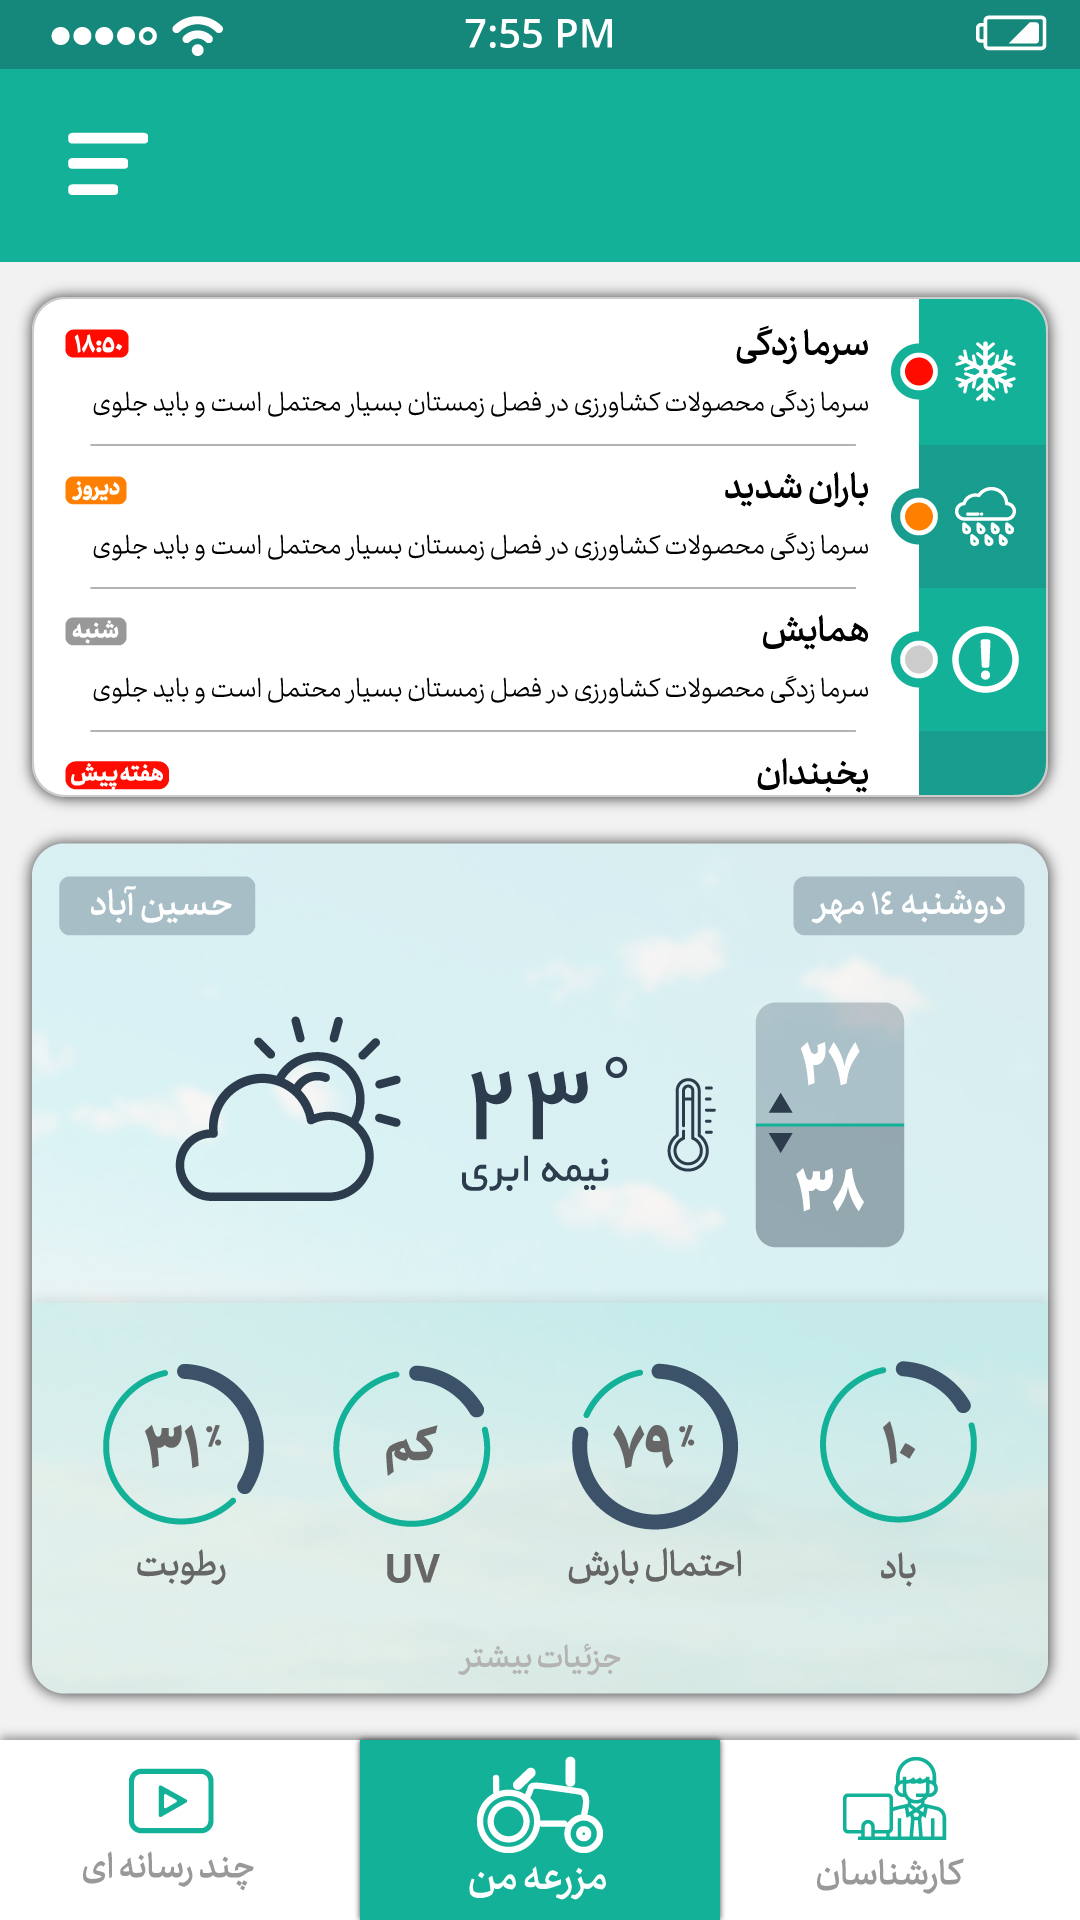 7:55 PM
سرما زدگی
۱۸:۵۰
سرما زدگی محصولات کشاورزی در فصل زمستان بسیار محتمل است و باید جلوی
باران شدید
دیروز
سرما زدگی محصولات کشاورزی در فصل زمستان بسیار محتمل است و باید جلوی
همایش
شنبه
سرما زدگی محصولات کشاورزی در فصل زمستان بسیار محتمل است و باید جلوی
یخبندان
هفته پیش
دوشنبه ۱٤ مهر
حسین آباد
۲۷
۲۳°
نیمه ابری
۳۸
۱۰
۷۹٪
کم
۳۱٪
باد
احتمال بارش
UV
رطوبت
جزئیات بیشتر
کارشناسان
مزرعه من
چند رسانه ای